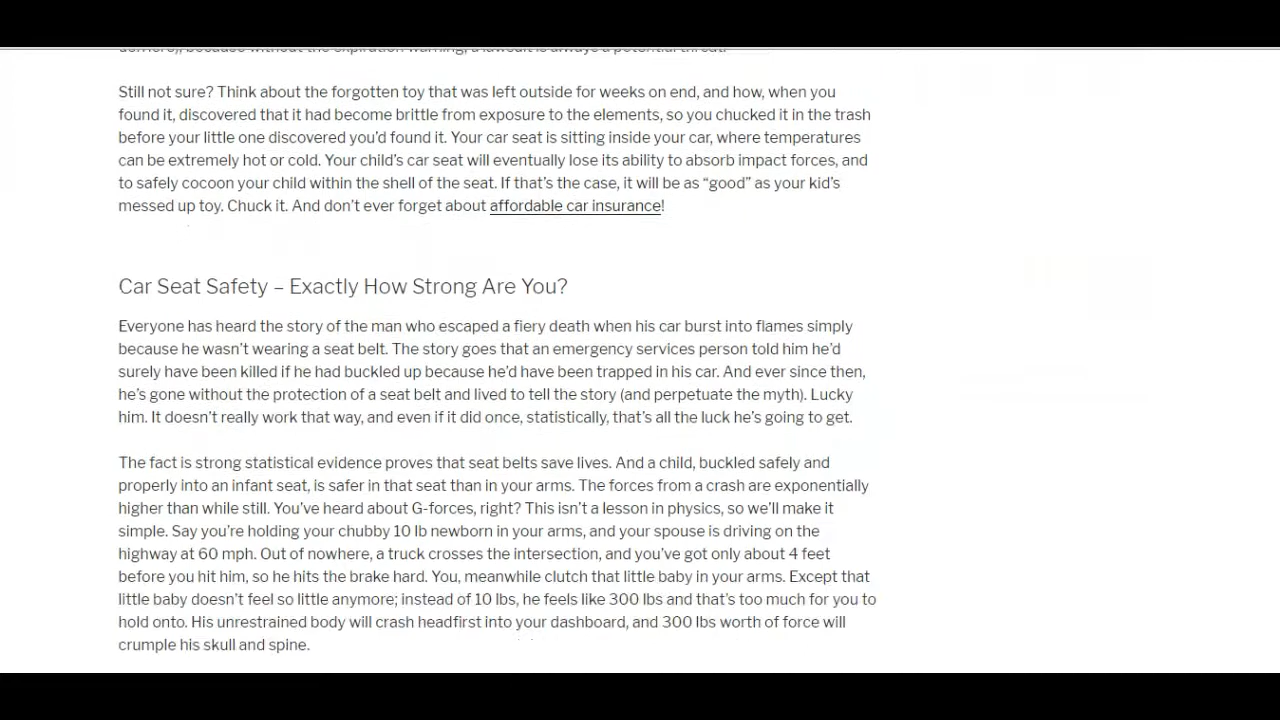 Still not sure? Think about the forgotten toy that was left outside for weeks on end, and how, when you
found it, discovered that it had become brittle from exposure to the elements, so you chucked it in the trash
before your little one discovered you’d found it. Your car seat is sitting inside your car, where temperatures
can be extremely hot or cold. Your child’s car seat will eventually lose its ability to absorb impact forces, and
to safely cocoon your child within the shell of the seat. If that’s the case, it will be as “good” as your kid’s
messed up toy. Chuck it. And don’t ever forget about affordable car insurance!
Car Seat Safety – Exactly How Strong Are You?
Everyone has heard the story of the man who escaped a fiery death when his car burst into flames simply
because he wasn’t wearing a seat belt. The story goes that an emergency services person told him he’d
surely have been killed if he had buckled up because he’d have been trapped in his car. And ever since then,
he’s gone without the protection of a seat belt and lived to tell the story (and perpetuate the myth). Lucky
him. It doesn’t really work that way, and even if it did once, statistically, that’s all the luck he’s going to get.
The fact is strong statistical evidence proves that seat belts save lives. And a child, buckled safely and
properly into an infant seat, is safer in that seat than in your arms. The forces from a crash are exponentially
higher than while still. You’ve heard about G-forces, right? This isn’t a lesson in physics, so we’ll make it
simple. Say you’re holding your chubby 10 lb newborn in your arms, and your spouse is driving on the
highway at 60 mph. Out of nowhere, a truck crosses the intersection, and you’ve got only about 4 feet
before you hit him, so he hits the brake hard. You, meanwhile clutch that little baby in your arms. Except that
little baby doesn’t feel so little anymore; instead of 10 lbs, he feels like 300 lbs and that’s too much for you to
hold onto. His unrestrained body will crash headfirst into your dashboard, and 300 lbs worth of force will
crumple his skull and spine.